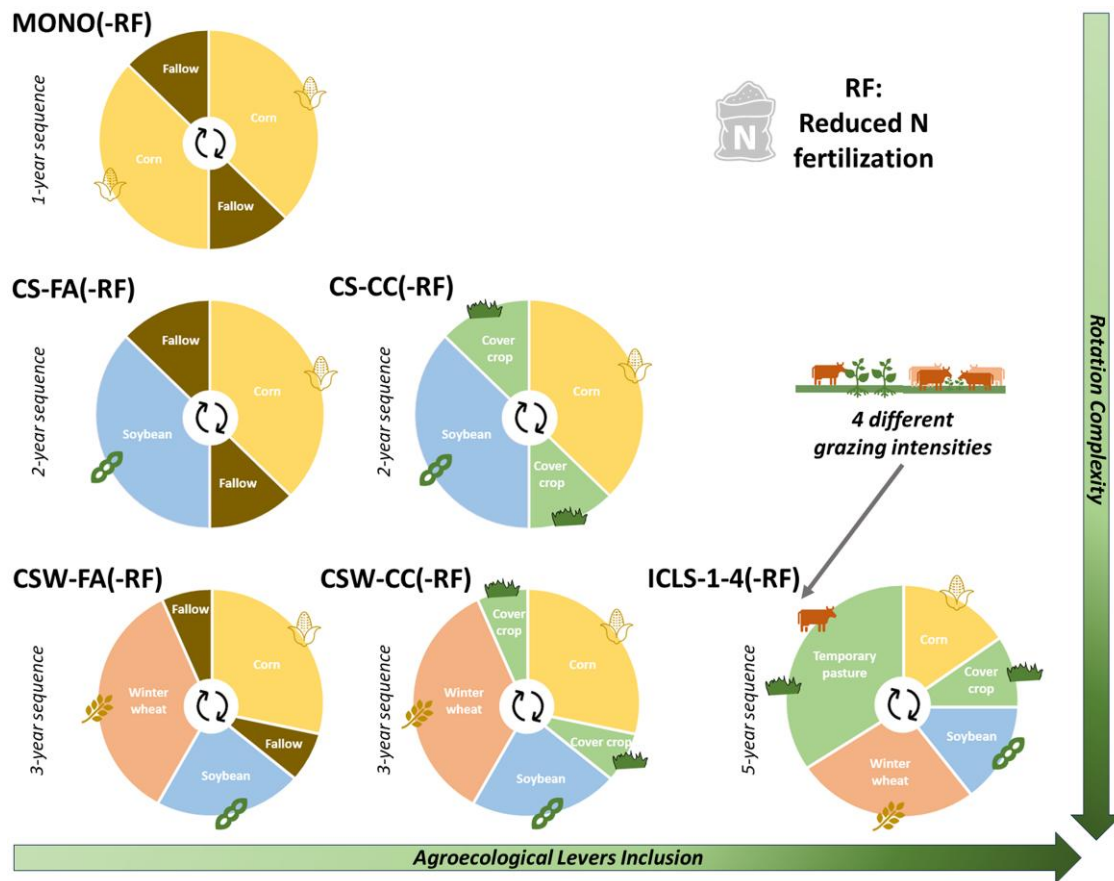 MONO(-RF)
1-year sequence
Fallow
Corn
Corn
Fallow
N
RF:
Reduced N
fertilization
CS-FA(-RF)
2-year sequence
Fallow
Corn
Soybean
Fallow
CS-CC(-RF)
2-year sequence
Cover
crop
Corn
Soybean
Cover
crop
4 different
grazing intensities
CSW-FA(-RF)
3-year sequence
Fallow
Corn
Winter
wheat
Fallow
Soybean
CSW-CC(-RF)
3-year sequence
Cover
crop
Corn
Winter
wheat
Cover crop
Soybean
ICLS-1-4(-RF)
5-year sequence
Temporary
pasture
Corn
Cover
crop
Soybean
Winter
wheat
Rotation Complexity
Agroecological Levers Inclusion